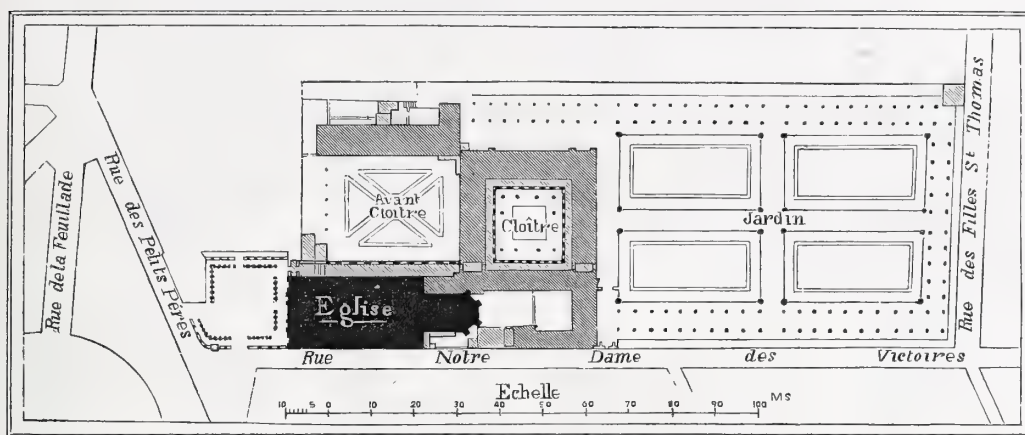 Rue de la Feuillade
Rue des Petits Pères
Avant
Cloître
Cloître
Jardin
Rue des Filles St Thomas
Eglise
Rue Notre Dame des Victoires
Echelle
10 5 0 10 20 30 40 50 60 70 80 90 100 MS